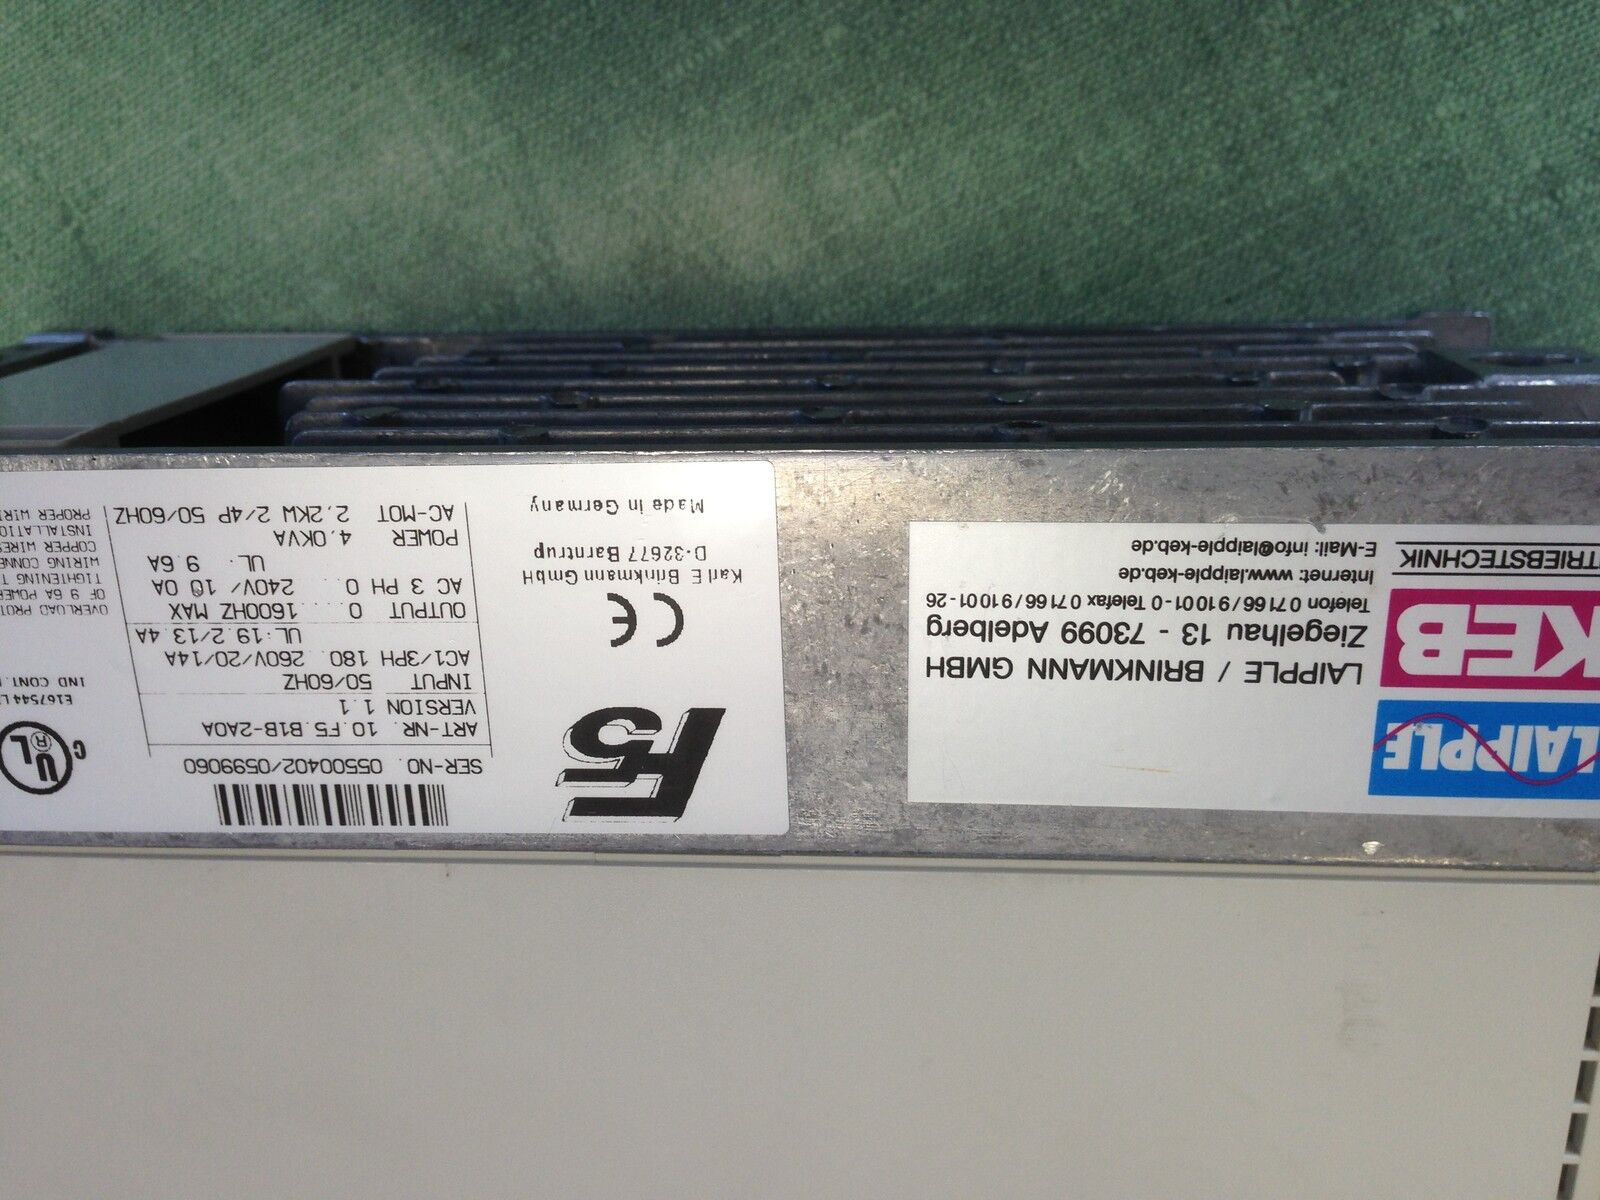 LAIPPLE
KEB
TRIEBSTECHNIK
LAIPPLE / BRINKMANN GMBH
Ziegelhau 13 - 73099 Adelberg
Telefon 07166/91001-0 Telefax 07166/91001-26
Internet: www.laipple-keb.de
E-Mail: info@laipple-keb.de
F5
CE
Karl E. Brinkmann GmbH
D-32677 Barntrup
Made in Germany
SER-NO. 05500402/0599060
ART-NR. 10.F5.B1B-2A0A
VERSION 1.1
INPUT 50/60HZ
AC1/3PH 180...260V/20/14A
UL:19.2/13.4A
OUTPUT 0....1600HZ MAX
AC 3 PH 0...240V/10.0A
UL: 9.6A
POWER 4.0KVA
AC-MOT 2.2KW 2/4P 50/60HZ
C UL ®
E167544 L
IND CONT.
OVERLOAD PROT
OF 9.6A POWER
TIGHTENING T
WIRING CONNE
COPPER WIRES
INSTALLATIO
PROPER WIRI